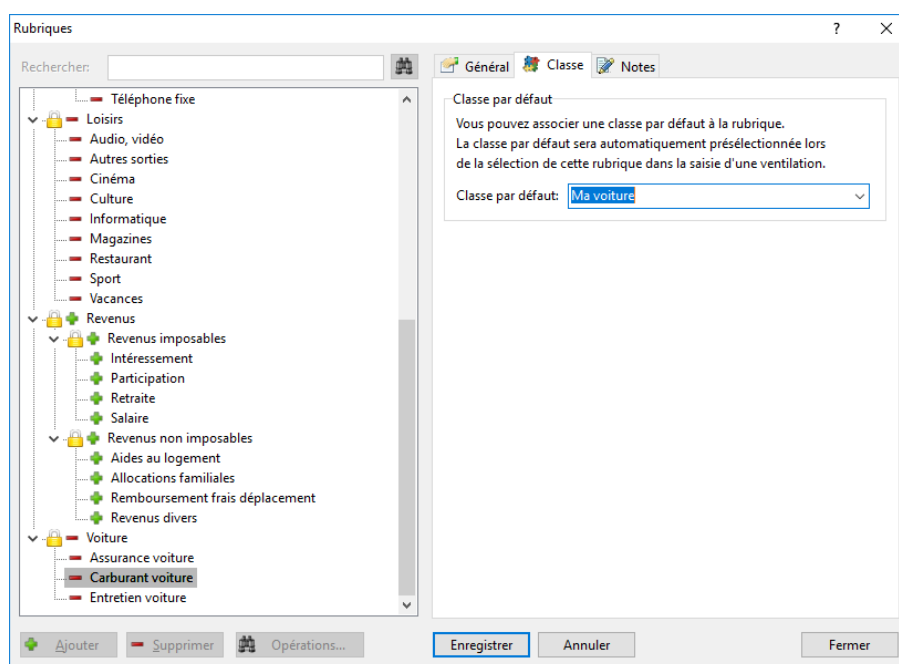 Rubriques
?
Rechercher:
Téléphone fixe
Loisirs
Audio, vidéo
Autres sorties
Cinéma
Culture
Informatique
Magazines
Restaurant
Sport
Vacances
Revenus
Revenus imposables
Intéressement
Participation
Retraite
Salaire
Revenus non imposables
Aides au logement
Allocations familiales
Remboursement frais déplacement
Revenus divers
Voiture
Assurance voiture
Carburant voiture
Entretien voiture
Ajouter Supprimer Opérations...
Général Classe Notes
Classe par défaut
Vous pouvez associer une classe par défaut à la rubrique.
La classe par défaut sera automatiquement présélectionnée lors
de la sélection de cette rubrique dans la saisie d'une ventilation.
Classe par défaut: Ma voiture
Enregistrer Annuler Fermer